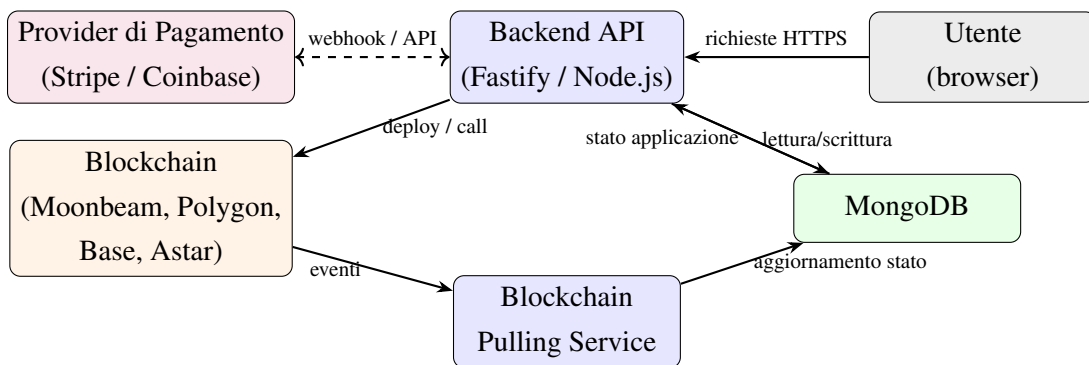 Provider di Pagamento
(Stripe / Coinbase)
webhook / API
Backend API
(Fastify / Node.js)
richieste HTTPS
Utente
(browser)
deploy / call
stato applicazione
lettura/scrittura
Blockchain
(Moonbeam, Polygon,
Base, Astar)
MongoDB
eventi
aggiornamento stato
Blockchain
Pulling Service